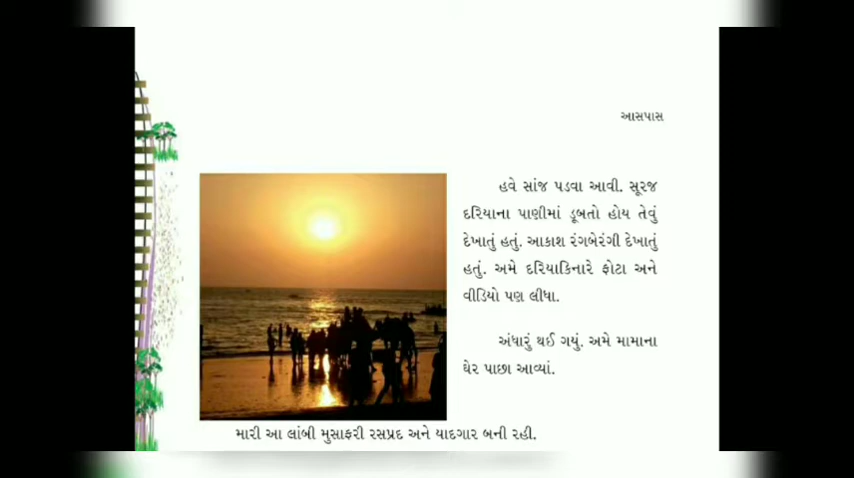 આસપાસ
હવે સાંજ પડવા આવી. સૂરજ
દરિયાના પાણીમાં ડૂબતો હોય તેવું
દેખાતું હતું. આકાશ રંગબેરંગી દેખાતું
હતું. અમે દરિયાકિનારે ફોટા અને
વીડિયો પણ લીધા.
અંધારું થઈ ગયું. અમે મામાના
ઘેર પાછા આવ્યાં.
મારી આ લાંબી મુસાફરી રસપ્રદ અને યાદગાર બની રહી.